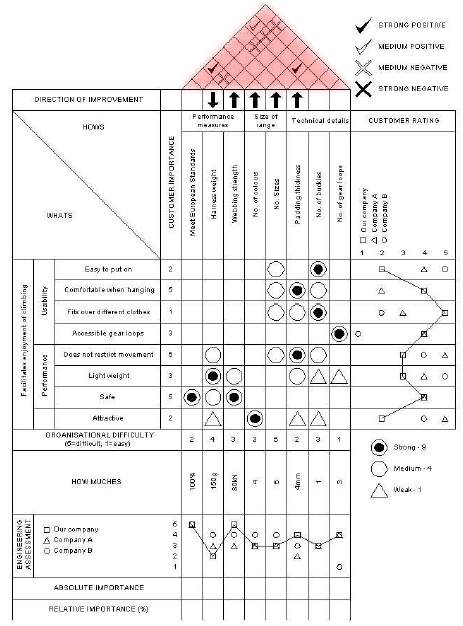 STRONG POSITIVE
MEDIUM POSITIVE
MEDIUM NEGATIVE
STRONG NEGATIVE
DIRECTION OF IMPROVEMENT
HOWS
WHATS
CUSTOMER IMPORTANCE
Performance measures
Size of range
Technical details
CUSTOMER RATING
Meet European Standards
Harness weight
Webbing strength
No. of colours
No. Sizes
Padding thickness
No. of buckles
No. of gear loops
Our company
Company A
Company B
1 2 3 4 5
Facilitates enjoyment of climbing
Usability
Easy to put on 2
Comfortable when hanging 5
Fits over different clothes 1
Accessible gear loops 3
Performance
Does not restrict movement 5
Light weight 3
Safe 5
Attractive 2
ORGANISATIONAL DIFFICULTY
(5=difficult, 1=easy)
2 4 3 3 5 2 3 1
Strong - 9
Medium - 4
Weak - 1
HOW MUCHES
100% 150g 4 4mm 1
ENGINEERING ASSESSMENT
Our company
Company A
Company B
5
4
3
2
1
ABSOLUTE IMPORTANCE
RELATIVE IMPORTANCE (%)